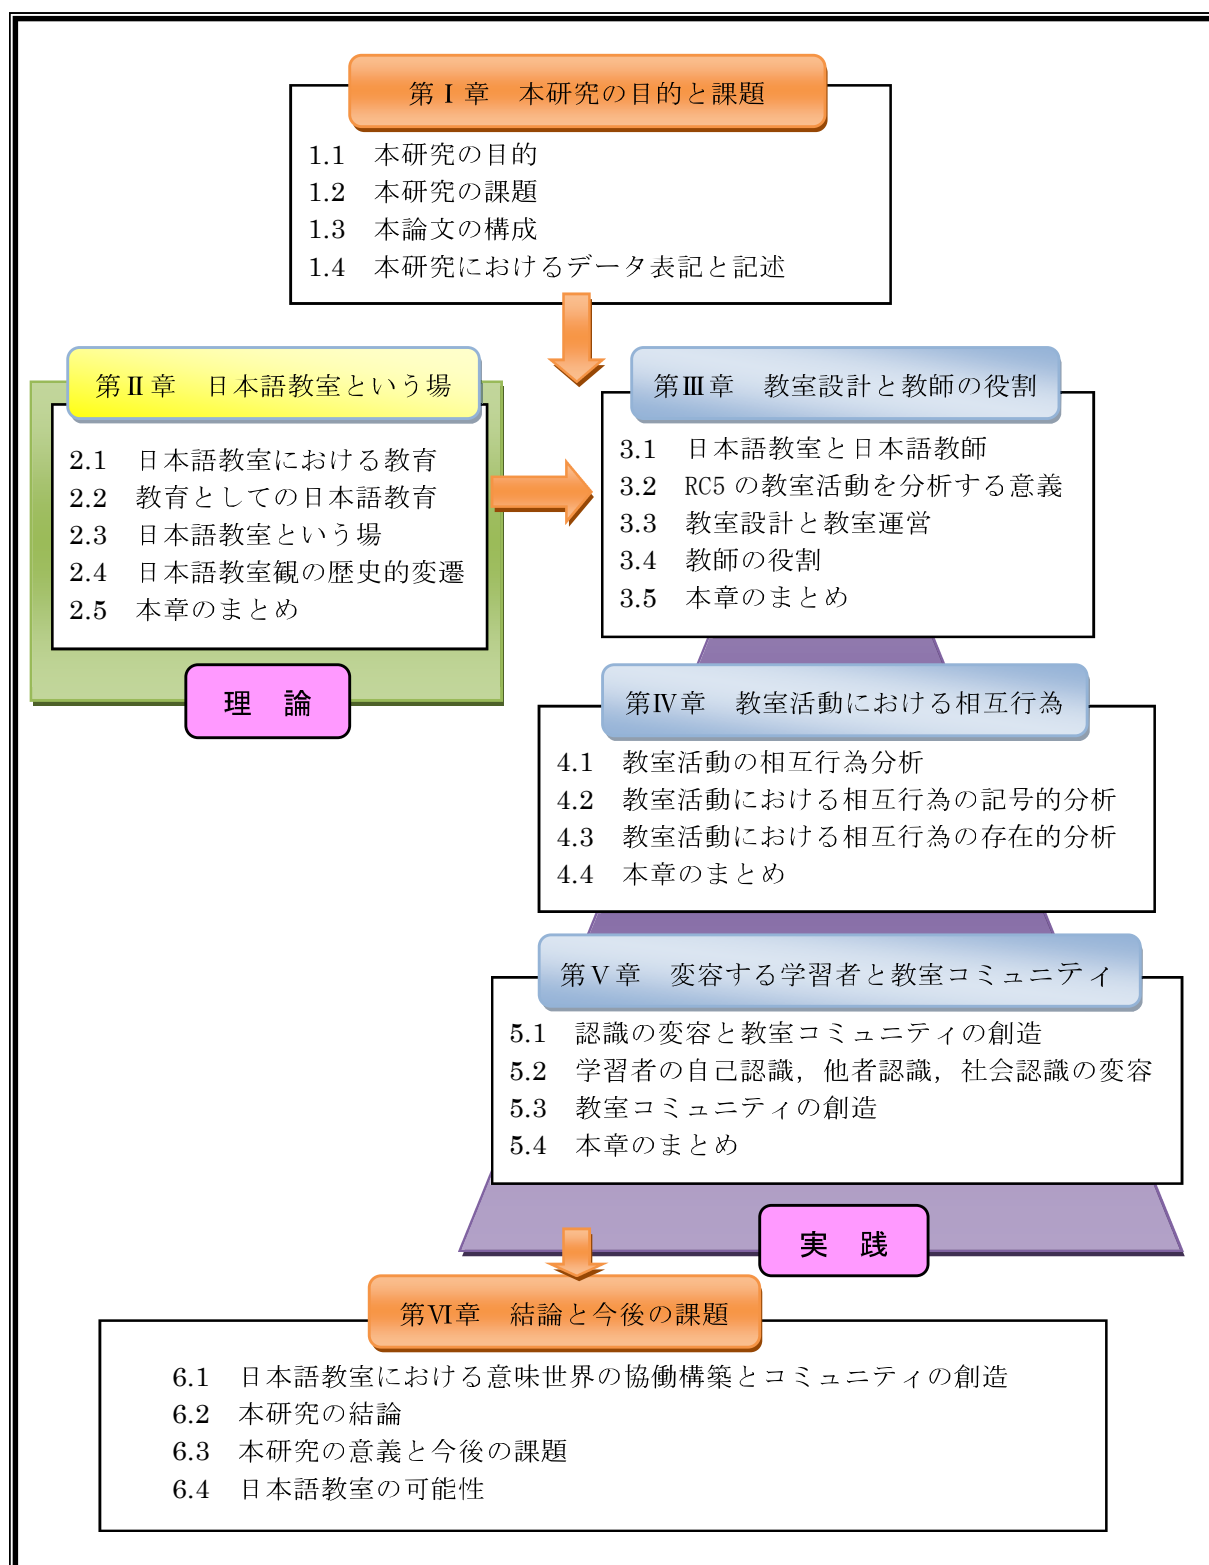 第Ⅰ章　本研究の目的と課題
1.1　本研究の目的
1.2　本研究の課題
1.3　本論文の構成
1.4　本研究におけるデータ表記と記述
第Ⅱ章　日本語教室という場
2.1　日本語教室における教育
2.2　教育としての日本語教育
2.3　日本語教室という場
2.4　日本語教室観の歴史的変遷
2.5　本章のまとめ
理　論
第Ⅲ章　教室設計と教師の役割
3.1　日本語教室と日本語教師
3.2　RC5の教室活動を分析する意義
3.3　教室設計と教室運営
3.4　教師の役割
3.5　本章のまとめ
第Ⅳ章　教室活動における相互行為
4.1　教室活動の相互行為分析
4.2　教室活動における相互行為の記号的分析
4.3　教室活動における相互行為の存在的分析
4.4　本章のまとめ
第Ⅴ章　変容する学習者と教室コミュニティ
5.1　認識の変容と教室コミュニティの創造
5.2　学習者の自己認識，他者認識，社会認識の変容
5.3　教室コミュニティの創造
5.4　本章のまとめ
実　践
第Ⅵ章　結論と今後の課題
6.1　日本語教室における意味世界の協働構築とコミュニティの創造
6.2　本研究の結論
6.3　本研究の意義と今後の課題
6.4　日本語教室の可能性